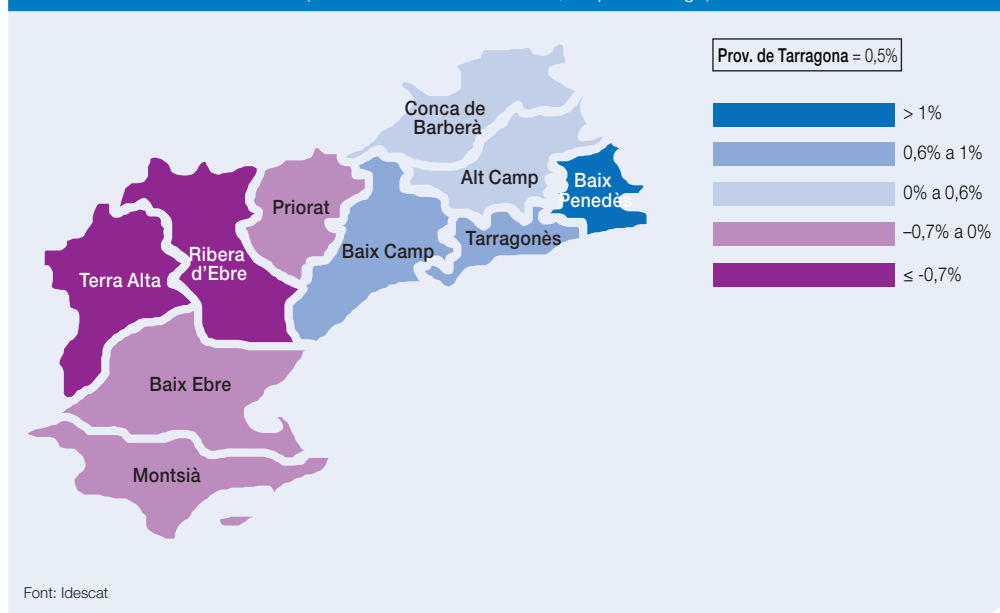 Prov. de Tarragona = 0,5%
> 1%
0,6% a 1%
0% a 0,6%
–0,7% a 0%
≤ -0,7%
Conca de
Barberà
Alt Camp
Baix
Penedès
Priorat
Tarragonès
Baix Camp
Ribera
d'Ebre
Terra Alta
Baix Ebre
Montsià
Font: Idescat